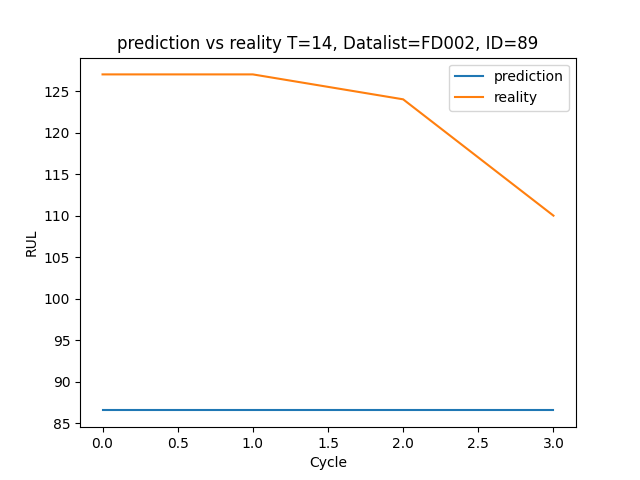 prediction vs reality T=14, Datalist=FD002, ID=89
prediction
reality
125
120
115
110
105
100
95
90
85
RUL
0.0 0.5 1.0 1.5 2.0 2.5 3.0
Cycle